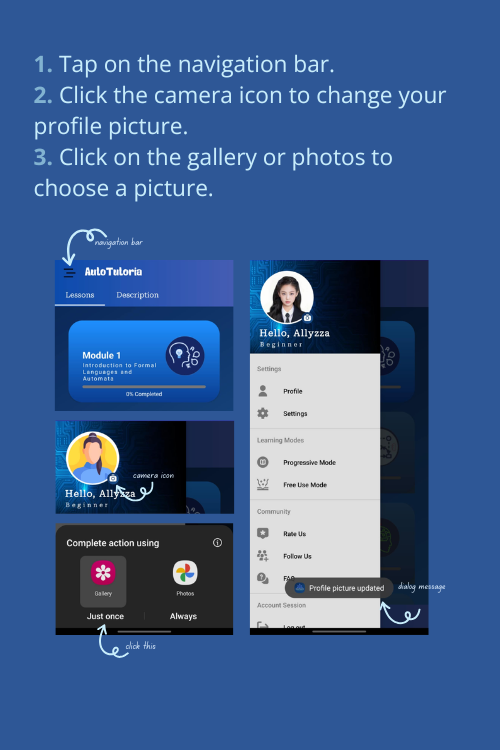 1. Tap on the navigation bar.
2. Click the camera icon to change your
profile picture.
3. Click on the gallery or photos to
choose a picture.
navigation bar
AutoTutoria
Lessons Description
Module 1
Introduction to Formal
Languages and
Automata
0% Completed
Hello, Allyzza
Beginner
camera icon
Complete action using
Gallery Photos
Just once Always
click this
Hello, Allyzza
Beginner
Settings
Profile
Settings
Learning Modes
Progressive Mode
Free Use Mode
Community
Rate Us
Follow Us
FAQ
Profile picture updated
dialog message
Account Session
Log out